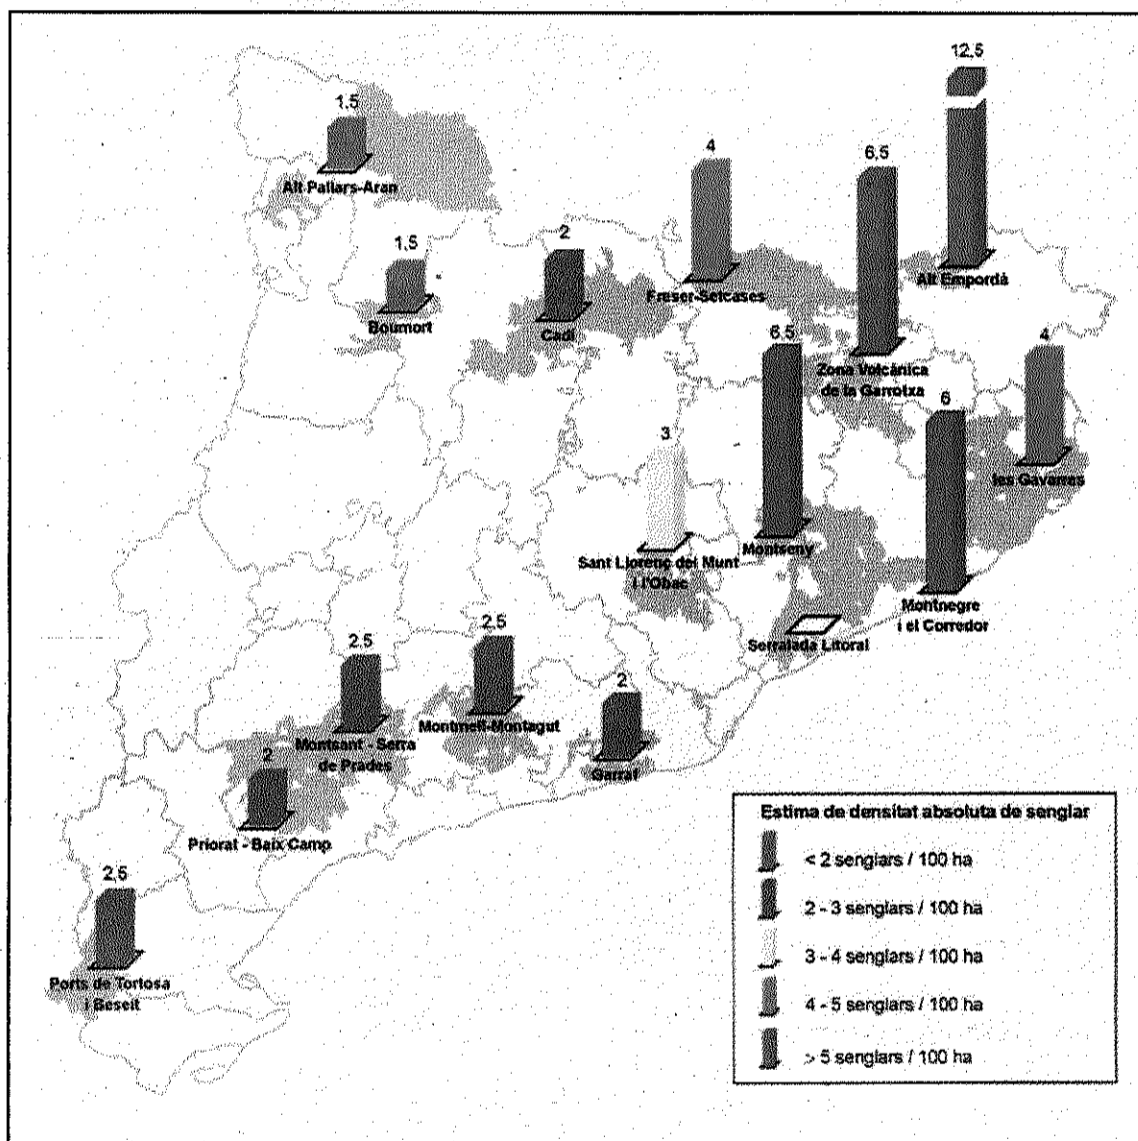 12,5
1,5
Alt Pallars-Aran
4
6,5
1,5
2
Alt Empordà
Freser-Setcases
Boumort
Cadí
6,5
4
Zona Volcànica
de la Garrotxa
6
3
les Gavarres
Montseny
Sant Llorenç del Munt
i l'Obac
Montnegre
i el Corredor
Serralada Litoral
2,5
2,5
2
Montmell-Montagut
Montsant - Serra
de Prades
Garraf
2
Priorat - Baix Camp
2,5
Ports de Tortosa
i Beseit
Estima de densitat absoluta de senglar
< 2 senglars / 100 ha
2 - 3 senglars / 100 ha
3 - 4 senglars / 100 ha
4 - 5 senglars / 100 ha
> 5 senglars / 100 ha